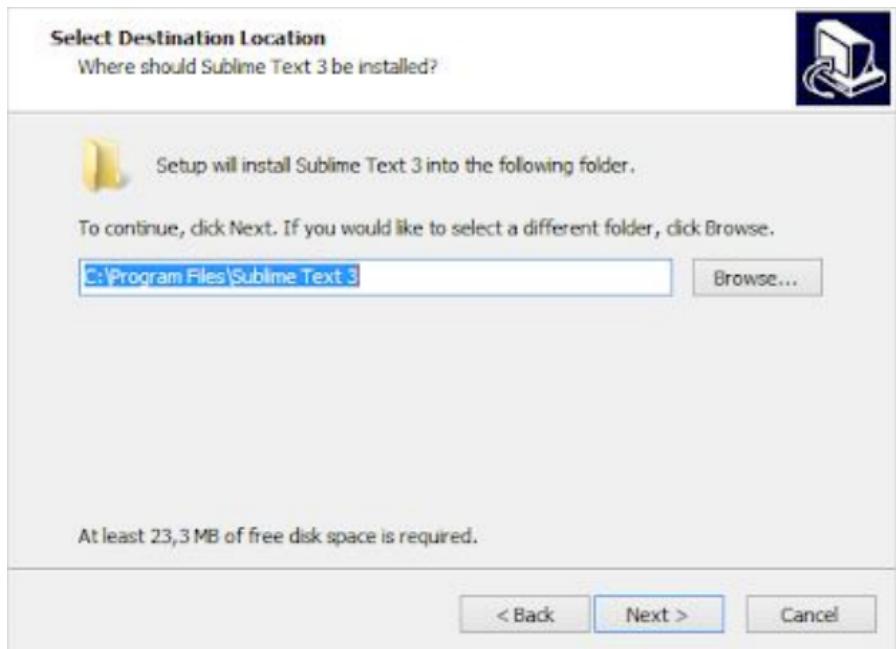 Select Destination Location
Where should Sublime Text 3 be installed?
Setup will install Sublime Text 3 into the following folder.
To continue, click Next. If you would like to select a different folder, click Browse.
C:\Program Files\Sublime Text 3
Browse...
At least 23,3 MB of free disk space is required.
< Back
Next >
Cancel